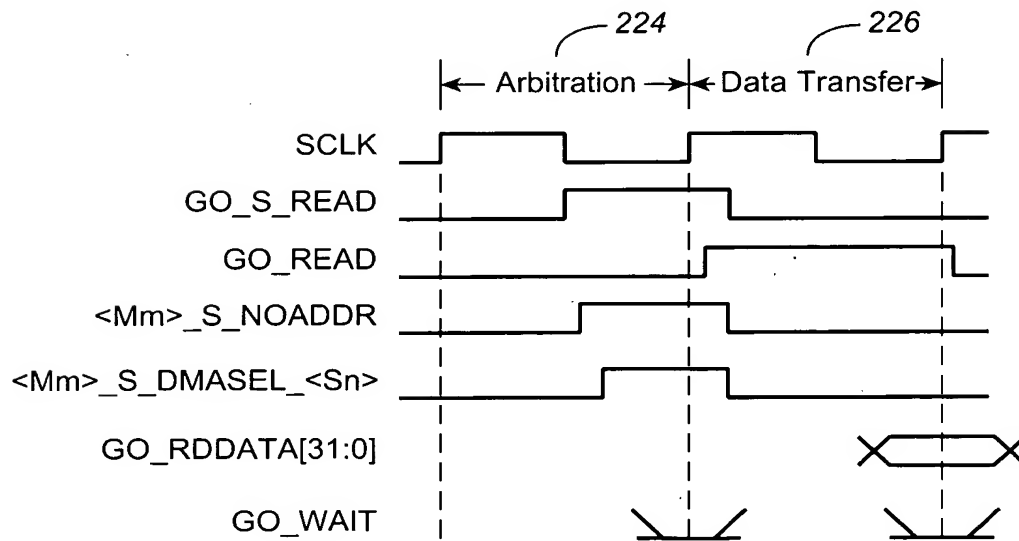 224
226
Arbitration
Data Transfer
SCLK
GO_S_READ
GO_READ
<Mm>_S_NOADDR
<Mm>_S_DMASEL_<Sn>
GO_RDDATA[31:0]
GO_WAIT